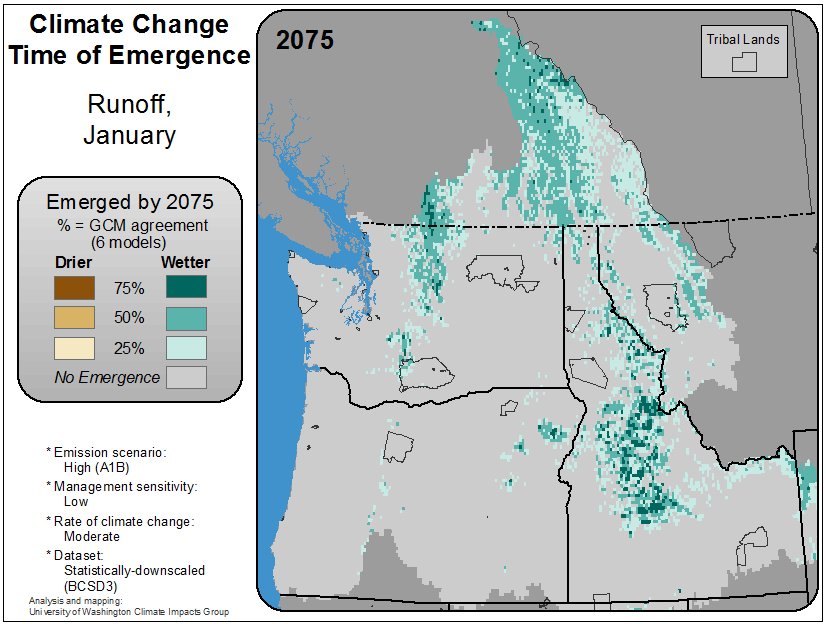 Climate Change
Time of Emergence
Runoff,
January
Emerged by 2075
% = GCM agreement
(6 models)
Drier Wetter
75%
50%
25%
No Emergence
* Emission scenario:
High (A1B)
* Management sensitivity:
Low
* Rate of climate change:
Moderate
* Dataset:
Statistically-downscaled
(BCSD3)
Analysis and mapping:
University of Washington Climate Impacts Group
2075
Tribal Lands